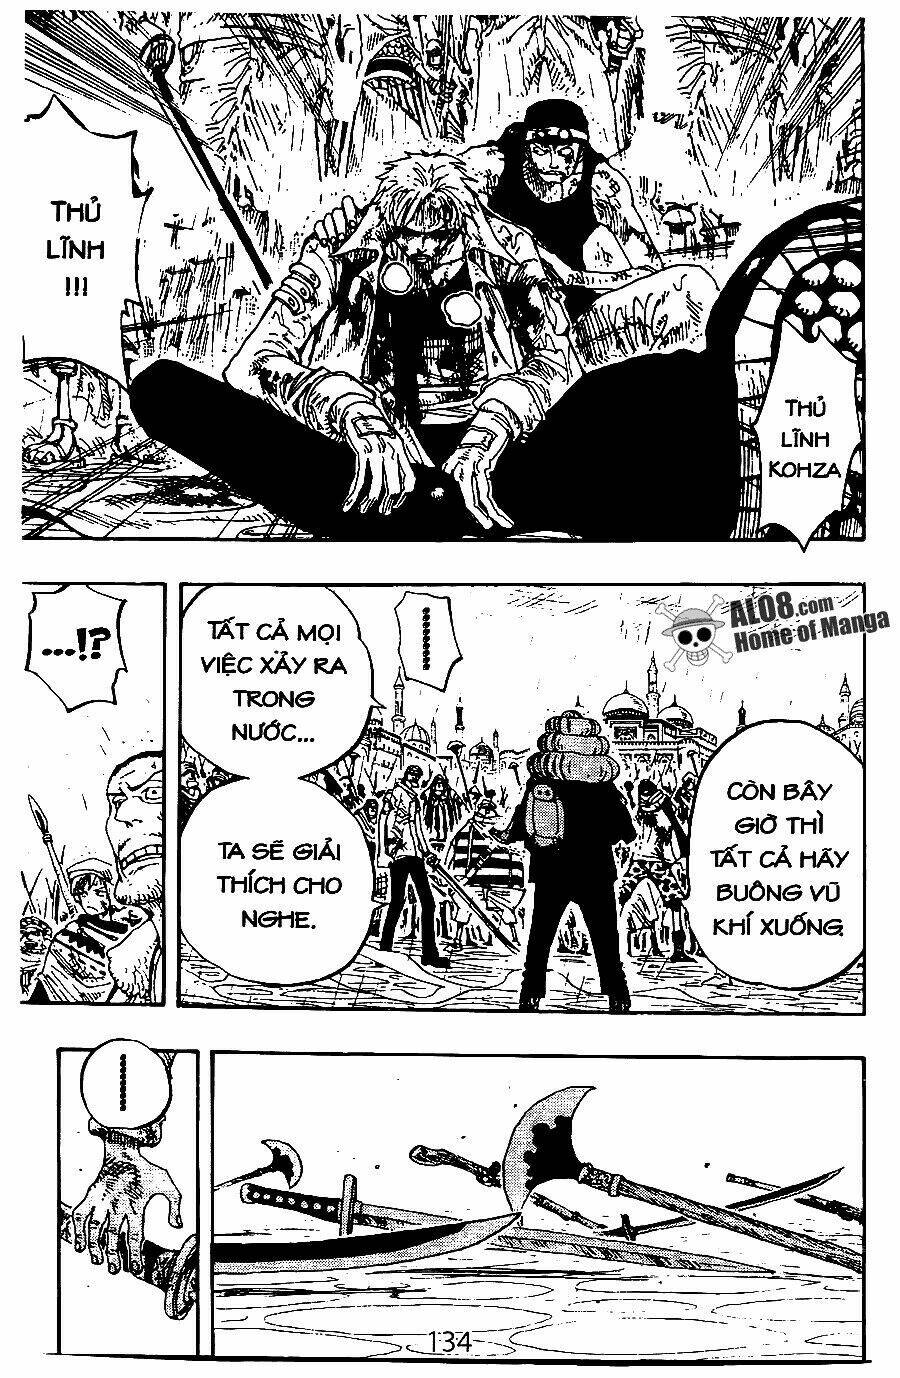 THỦ
LĨNH
!!!
THỦ
LĨNH
KOHZA
ALO8.com
Home of Manga
..........
CÒN BÂY
GIỜ THÌ
TẤT CẢ HÃY
BUÔNG VŨ
KHÍ XUỐNG.
TẤT CẢ MỌI
VIỆC XẢY RA
TRONG
NƯỚC...
TA SẼ GIẢI
THÍCH CHO
NGHE.
...!?
..........
134